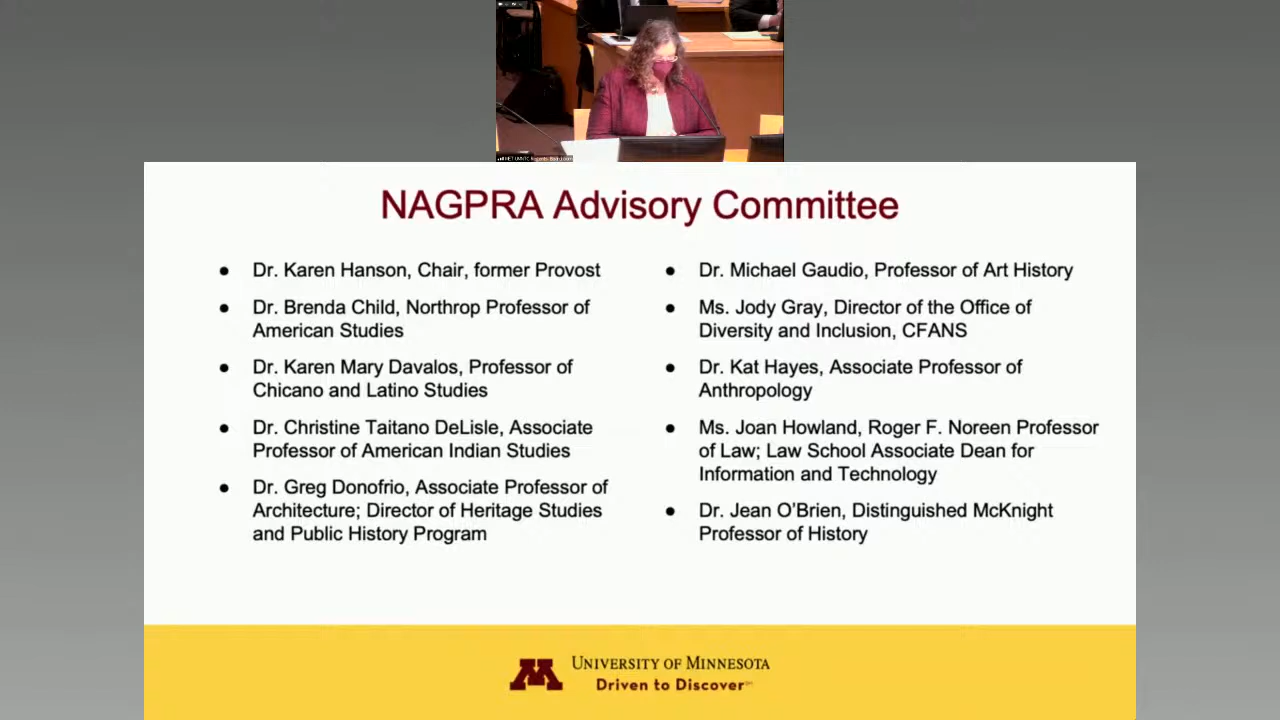 NAGPRA Advisory Committee
● Dr. Karen Hanson, Chair, former Provost
● Dr. Brenda Child, Northrop Professor of
American Studies
● Dr. Karen Mary Davalos, Professor of
Chicano and Latino Studies
● Dr. Christine Taitano DeLisle, Associate
Professor of American Indian Studies
● Dr. Greg Donofrio, Associate Professor of
Architecture; Director of Heritage Studies
and Public History Program
● Dr. Michael Gaudio, Professor of Art History
● Ms. Jody Gray, Director of the Office of
Diversity and Inclusion, CFANS
● Dr. Kat Hayes, Associate Professor of
Anthropology
● Ms. Joan Howland, Roger F. Noreen Professor
of Law; Law School Associate Dean for
Information and Technology
● Dr. Jean O'Brien, Distinguished McKnight
Professor of History
M
UNIVERSITY OF MINNESOTA
Driven to Discover